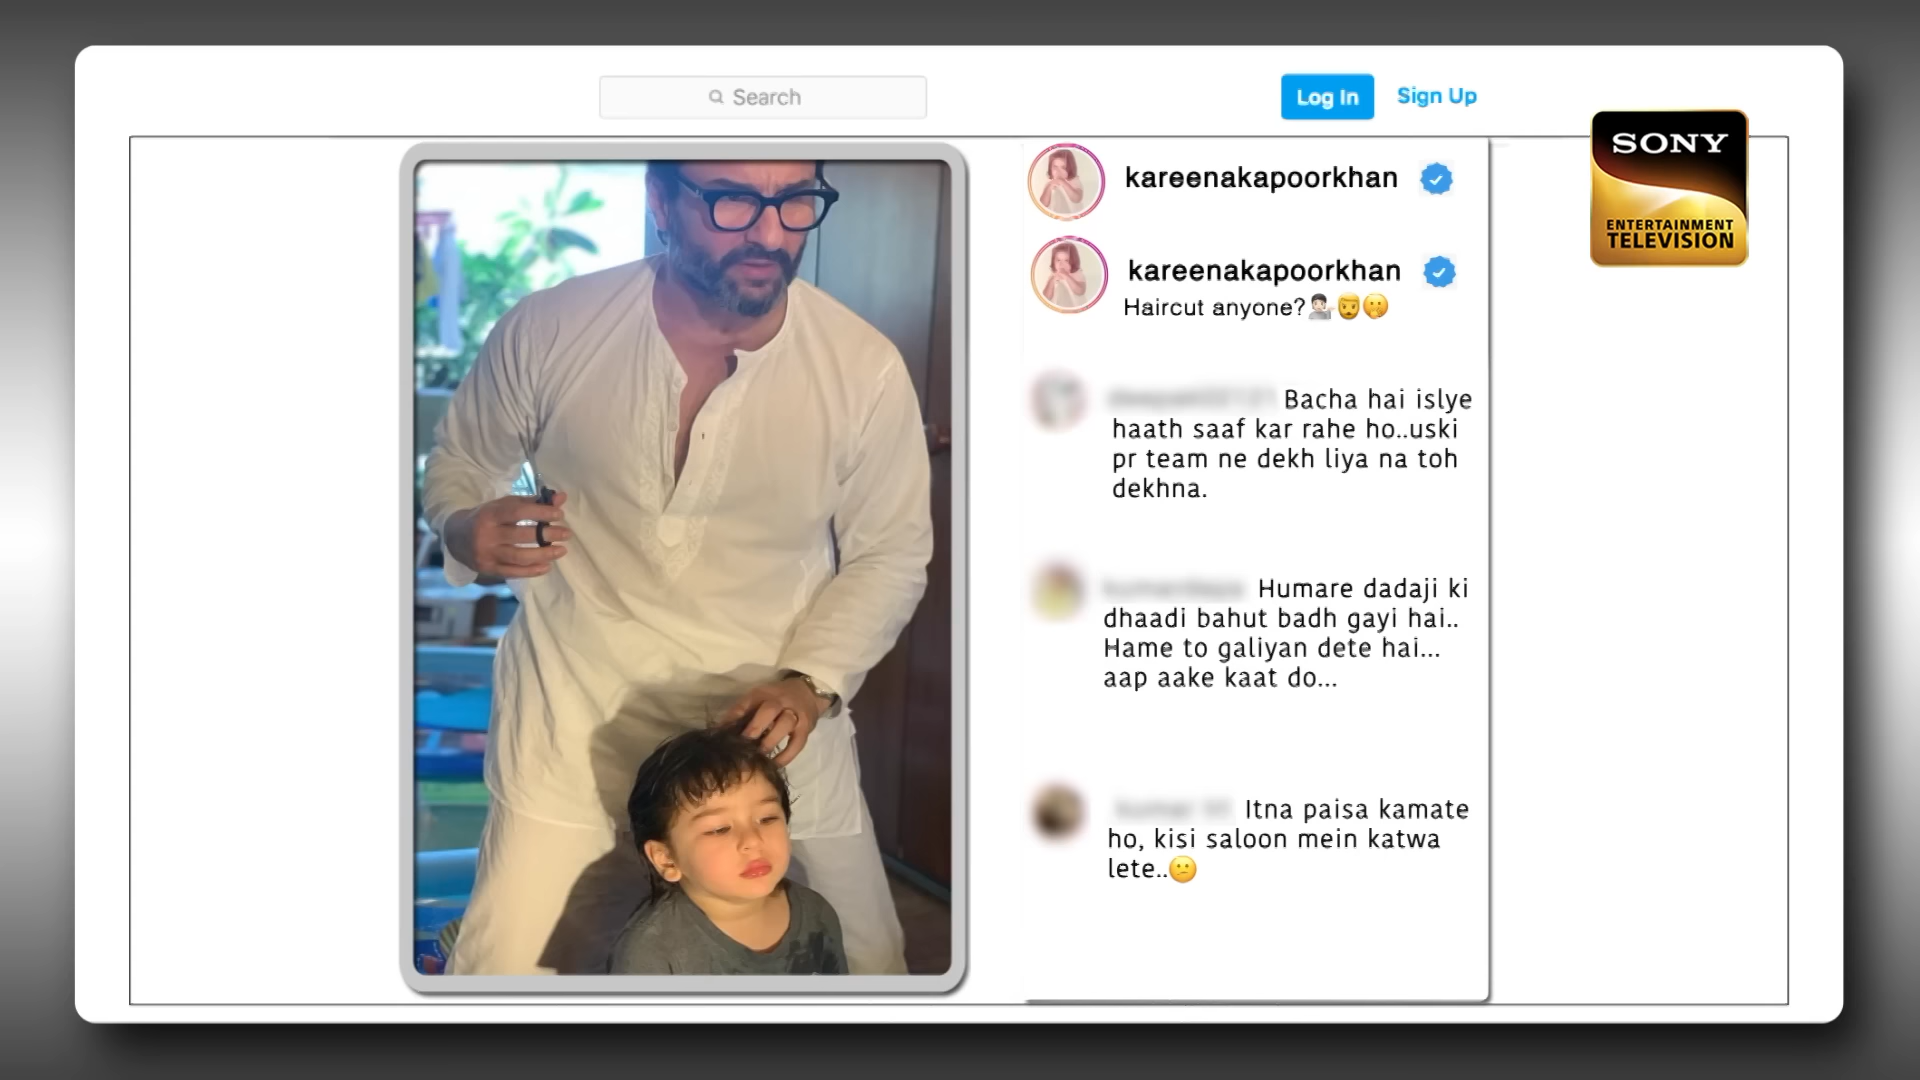 Search
Log In
Sign Up
SONY
ENTERTAINMENT
TELEVISION
kareenakapoorkhan
kareenakapoorkhan
Haircut anyone?💇🏻‍♂️🧔🤭
Bacha hai islye
haath saaf kar rahe ho..uski
pr team ne dekh liya na toh
dekhna.
Humare dadaji ki
dhaadi bahut badh gayi hai..
Hame to galiyan dete hai...
aap aake kaat do...
Itna paisa kamate
ho, kisi saloon mein katwa
lete..😕